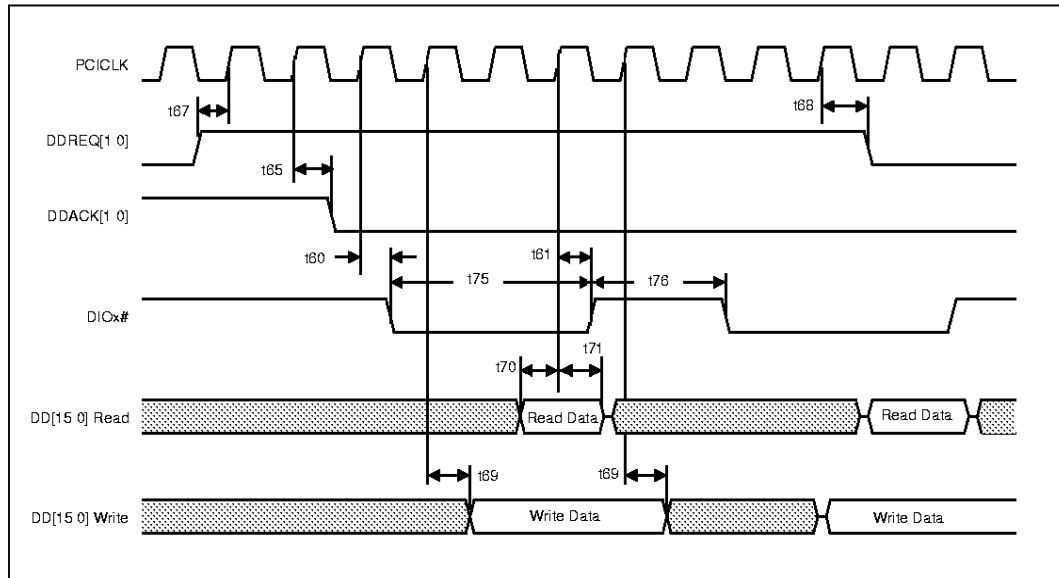 PCICLK
t67
t68
DDREQ[1 0]
t65
DDACK[1 0]
t60
t61
t75
t76
DIOx#
t70
t71
DD[15 0] Read
Read Data
Read Data
t69
t69
DD[15 0] Write
Write Data
Write Data